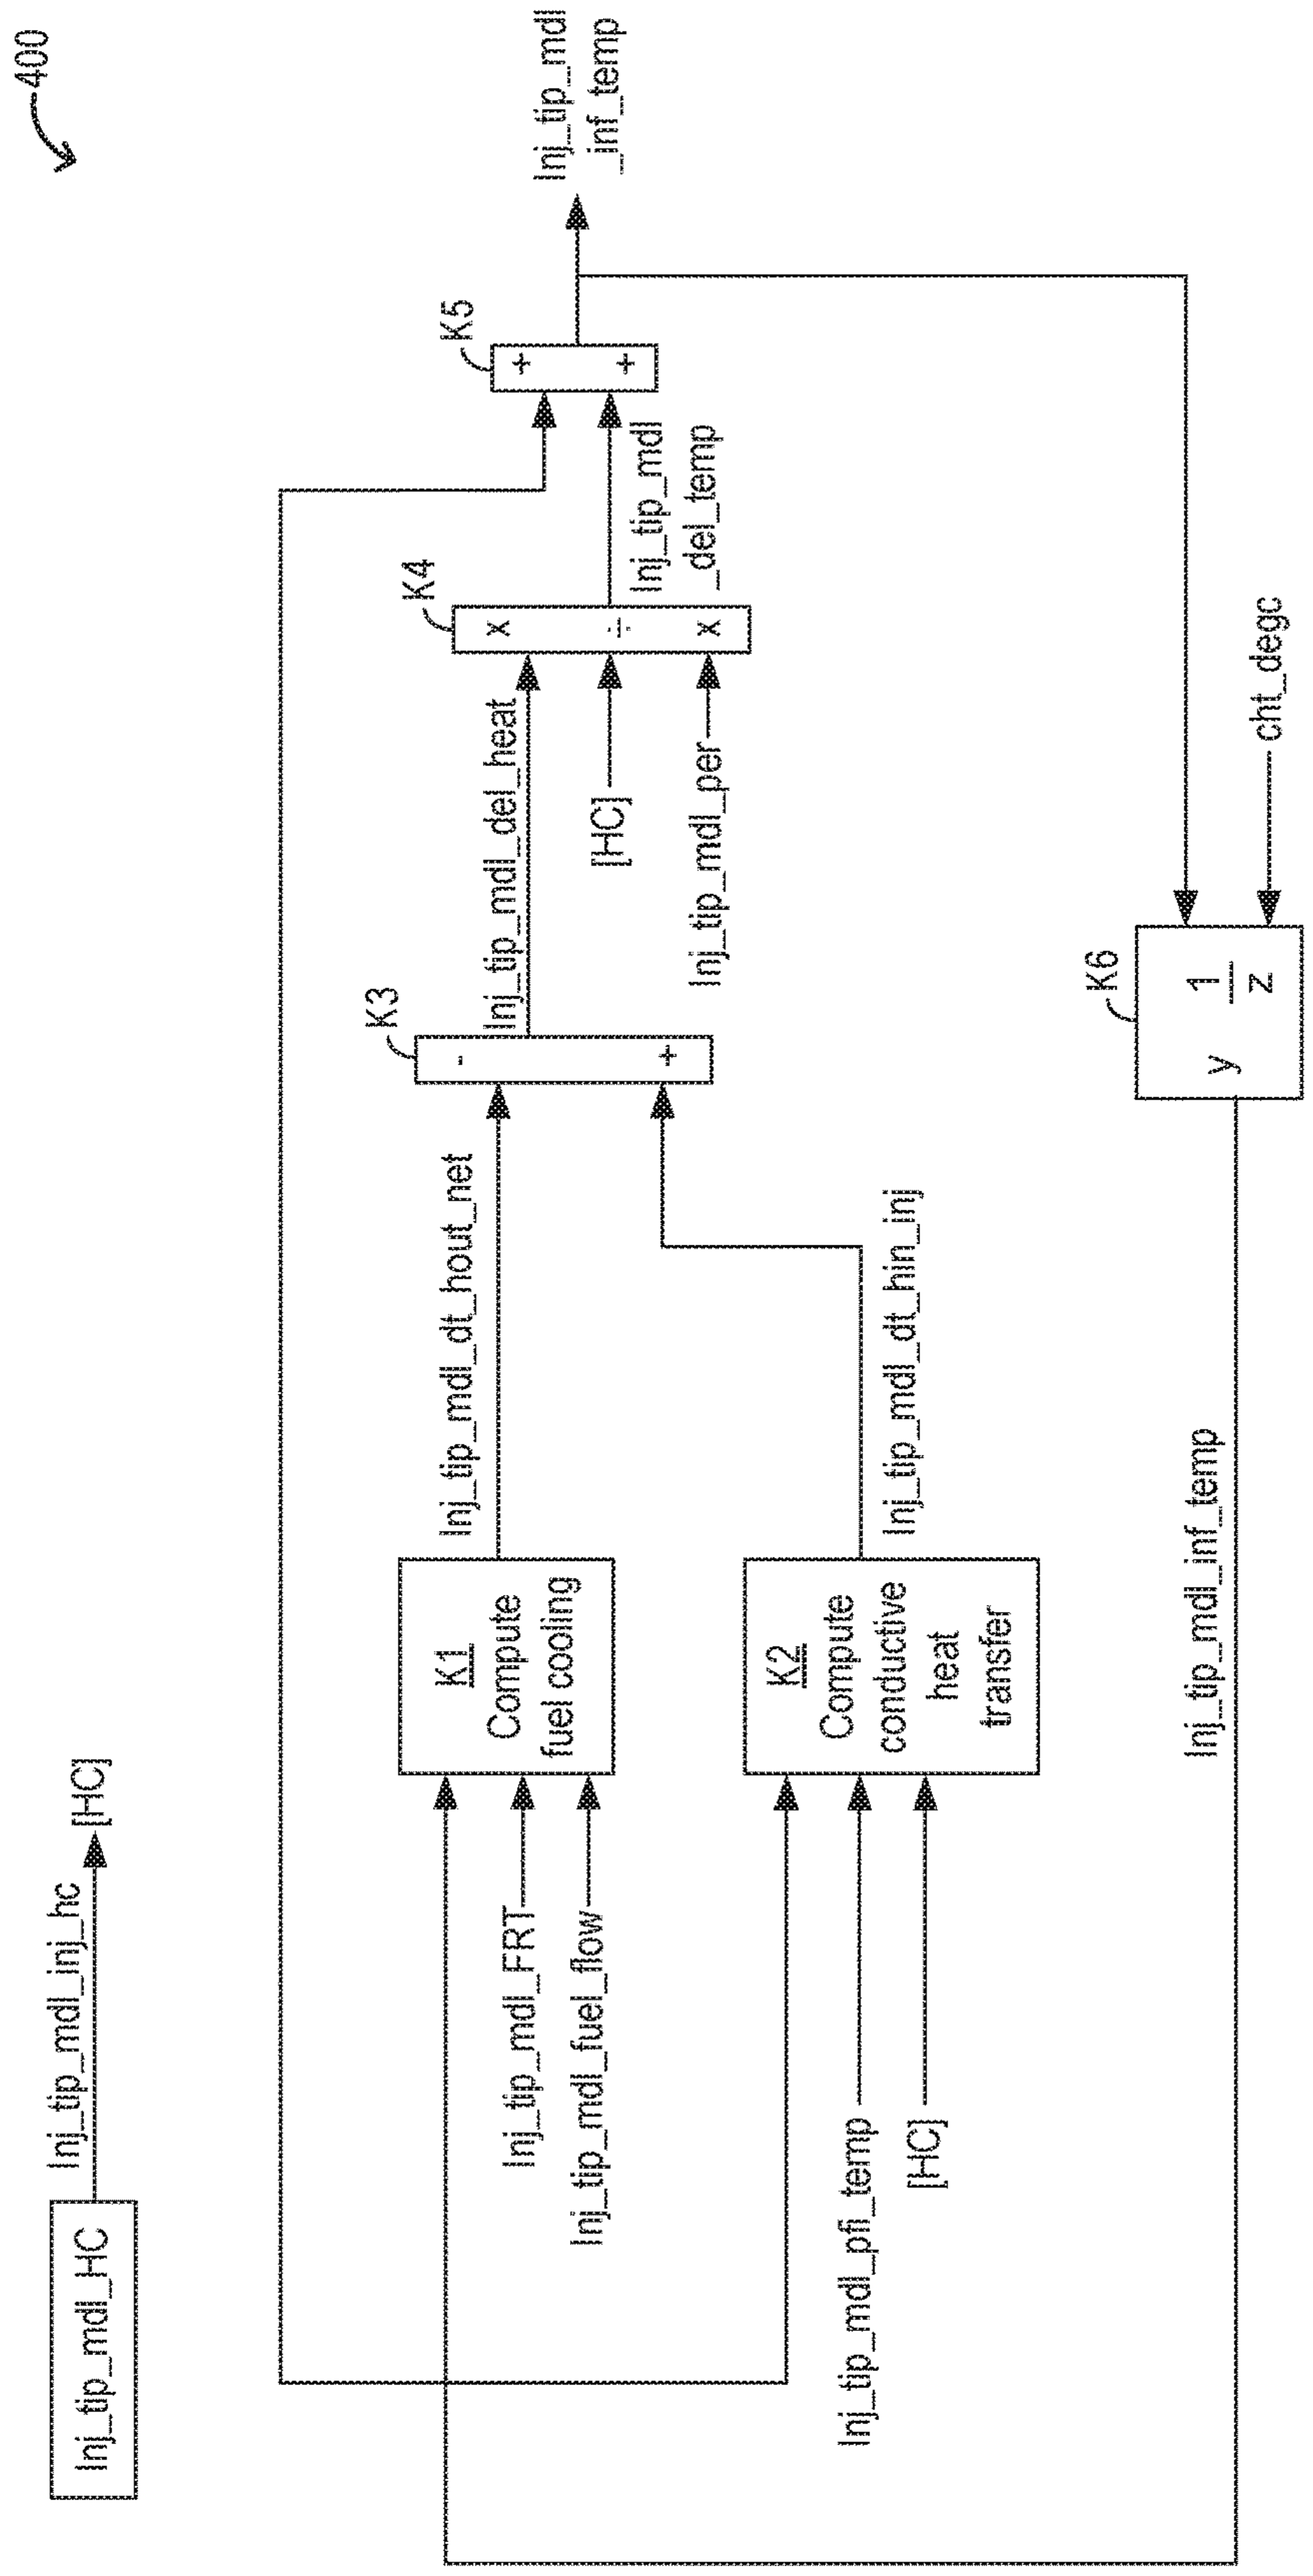 400
Inj_tip_mdl_HC
Inj_tip_mdl_inj_hc
[HC]
K1
Compute
fuel cooling
Inj_tip_mdl_FRT
Inj_tip_mdl_fuel_flow
K2
Compute
conductive
heat
transfer
Inj_tip_mdl_pfi_temp
[HC]
Inj_tip_mdl_dt_hout_net
Inj_tip_mdl_dt_hin_inj
K3
-
+
Inj_tip_mdl_del_heat
[HC]
Inj_tip_mdl_per
K4
x
÷
x
Inj_tip_mdl
_del_temp
K5
+
+
Inj_tip_mdl
_inf_temp
K6
y
1
z
cht_degc
Inj_tip_mdl_inf_temp